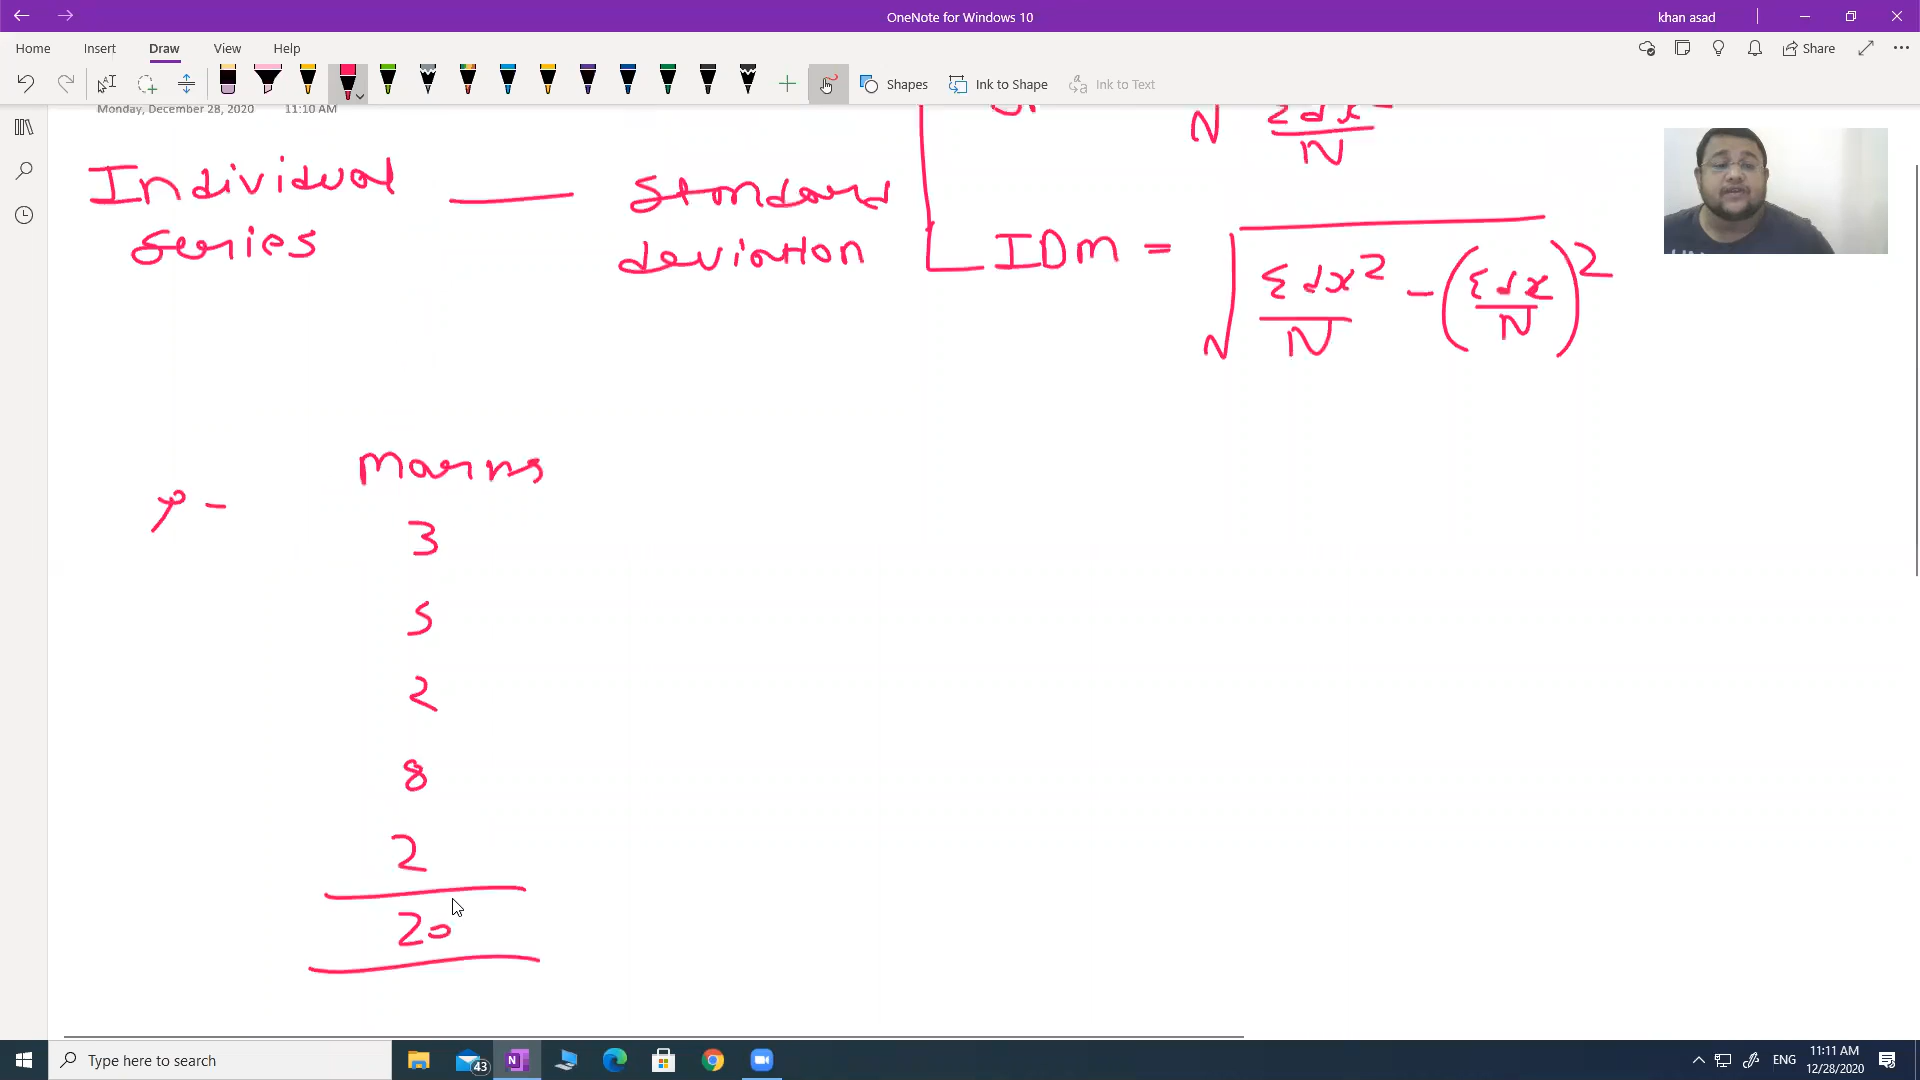 OneNote for Windows 10
khan asad
Home Insert Draw View Help
Share
Shapes
Ink to Shape
Ink to Text
Monday, December 28, 2020 11:10 AM
Σdx²
N
Individual series — Standard deviation
IDM = √ Σdx²/N - (Σdx/N)²
Marks
3
5
2
8
2
20
Type here to search
43
ENG
11:11 AM
12/28/2020